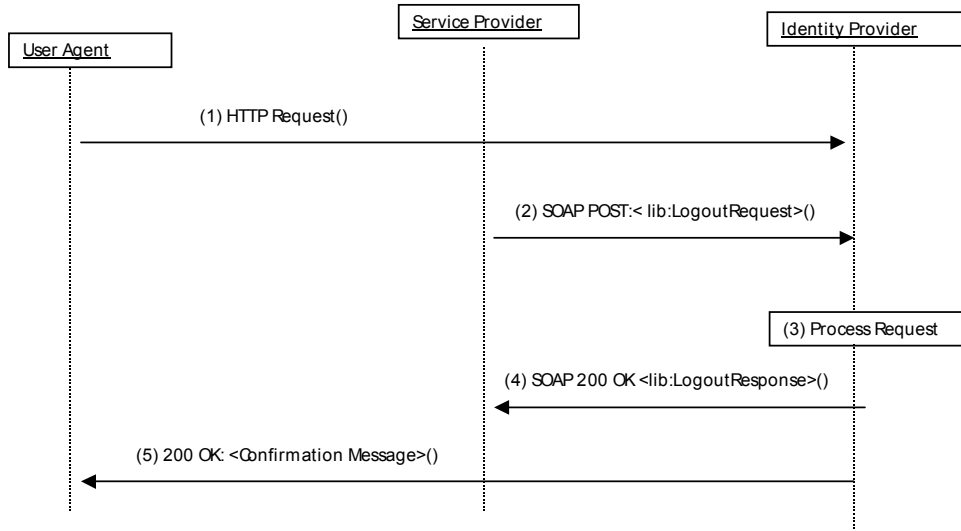 Service Provider
Identity Provider
User Agent
(1) HTTP Request()
(2) SOAP POST:< lib:LogoutRequest>()
(3) Process Request
(4) SOAP 200 OK <lib:LogoutResponse>()
(5) 200 OK: <Confirmation Message>()